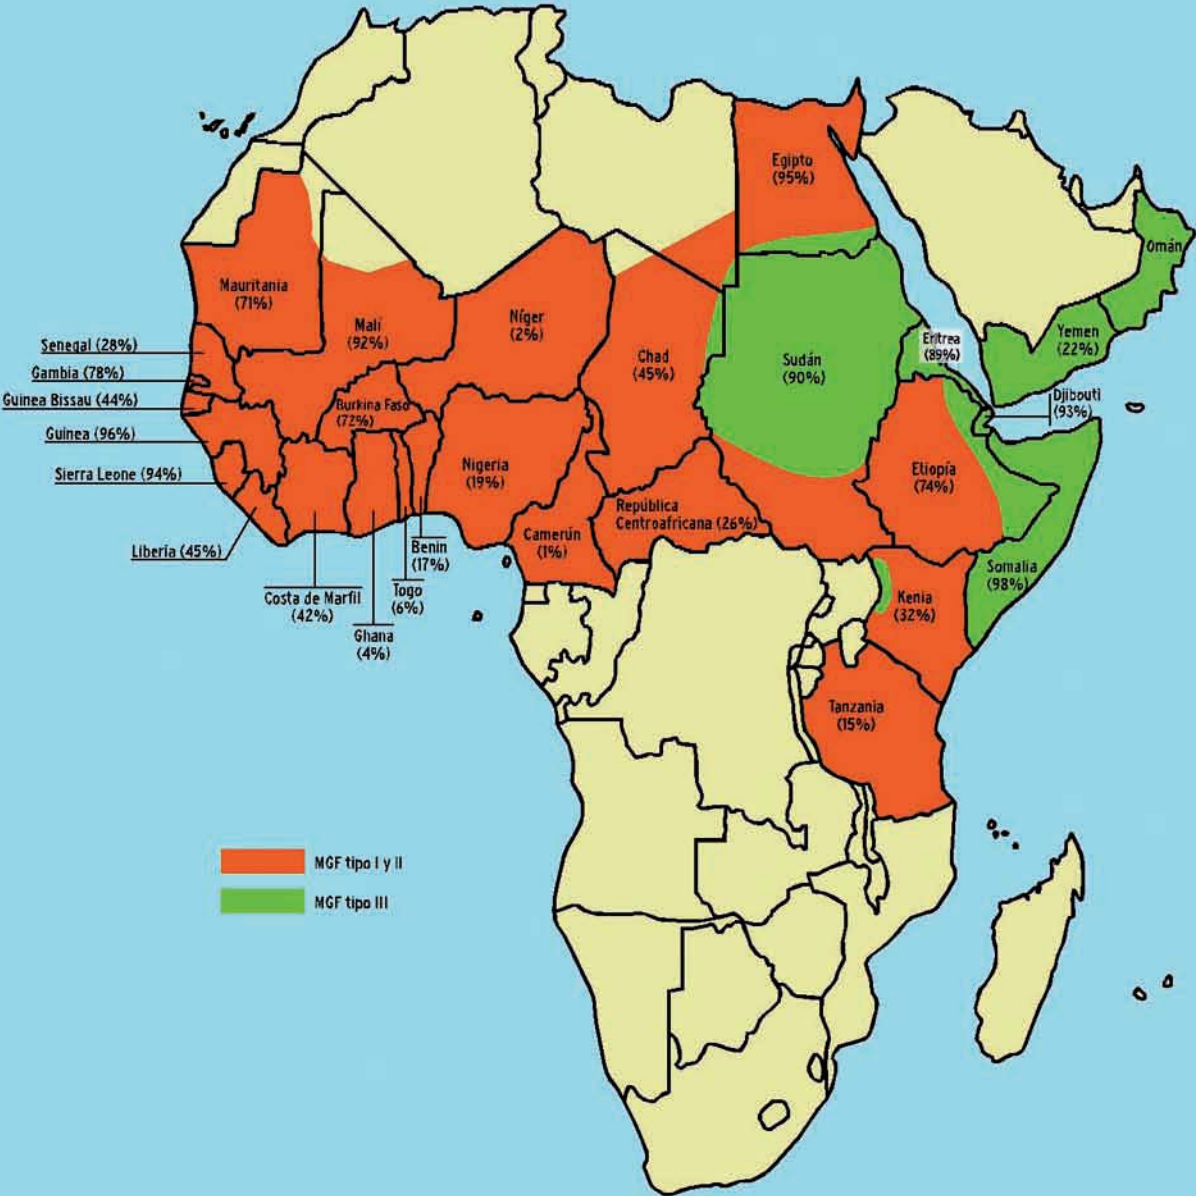 Egipto
(95%)
Omán
Mauritania
(71%)
Malí
(92%)
Níger
(2%)
Chad
(45%)
Sudán
(90%)
Eritrea
(89%)
Yemen
(22%)
Djibouti
(93%)
Senegal (28%)
Gambia (78%)
Guinea Bissau (44%)
Guinea (96%)
Sierra Leone (94%)
Liberia (45%)
Burkina Faso
(72%)
Nigeria
(19%)
Etiopía
(74%)
República
Centroafricana (26%)
Camerún
(1%)
Benin
(17%)
Togo
(6%)
Costa de Marfil
(42%)
Ghana
(4%)
Somalia
(98%)
Kenia
(32%)
Tanzania
(15%)
MGF tipo I y II
MGF tipo III